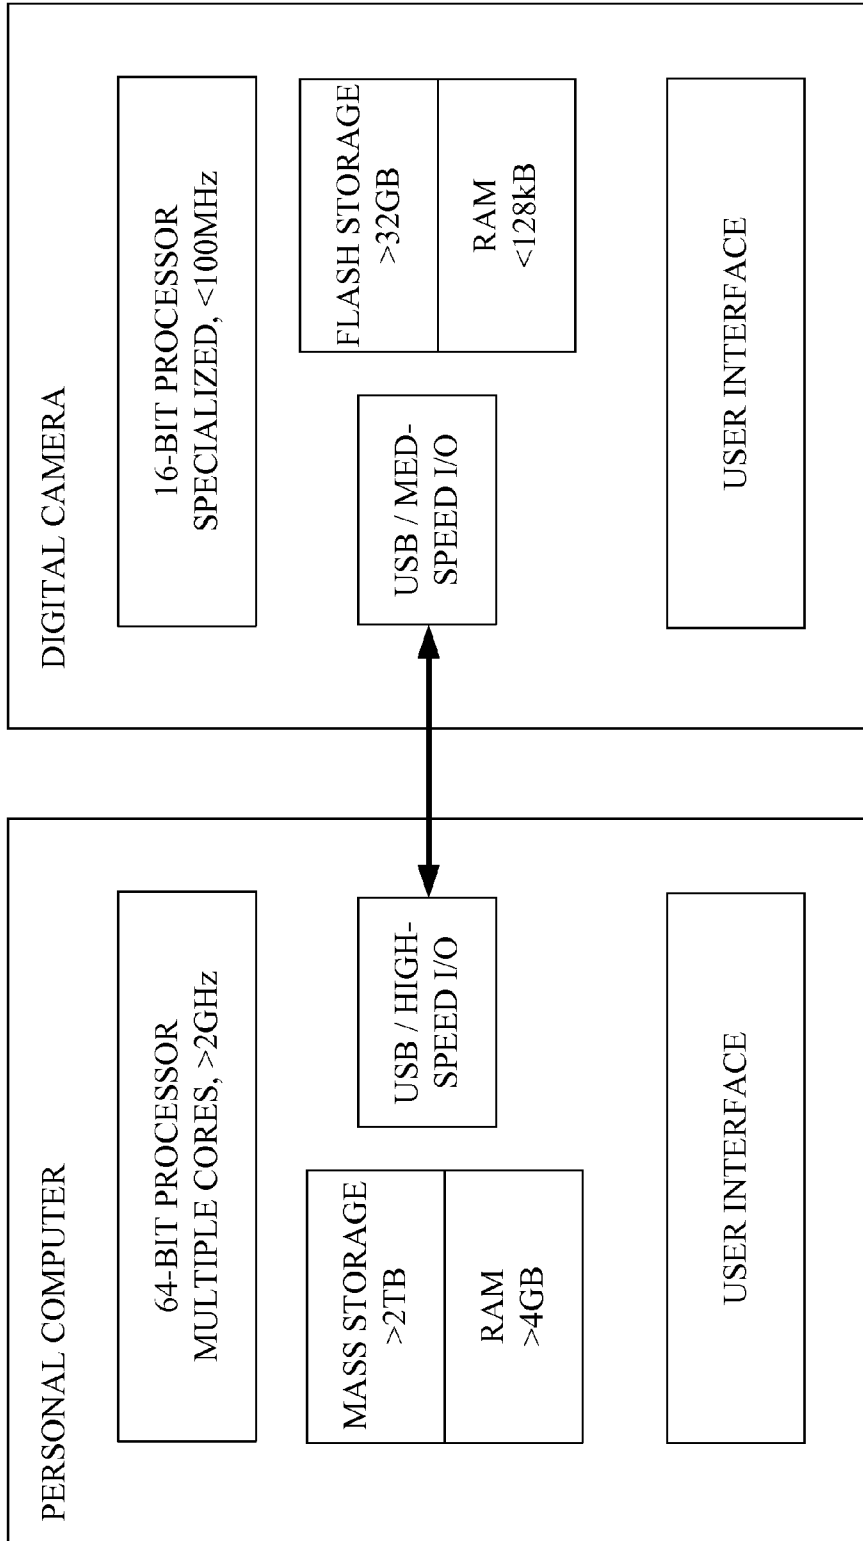 PERSONAL COMPUTER
64-BIT PROCESSOR
MULTIPLE CORES, >2GHz
MASS STORAGE
>2TB
RAM
>4GB
USB / HIGH-
SPEED I/O
USER INTERFACE
DIGITAL CAMERA
16-BIT PROCESSOR
SPECIALIZED, <100MHz
USB / MED-
SPEED I/O
FLASH STORAGE
>32GB
RAM
<128kB
USER INTERFACE